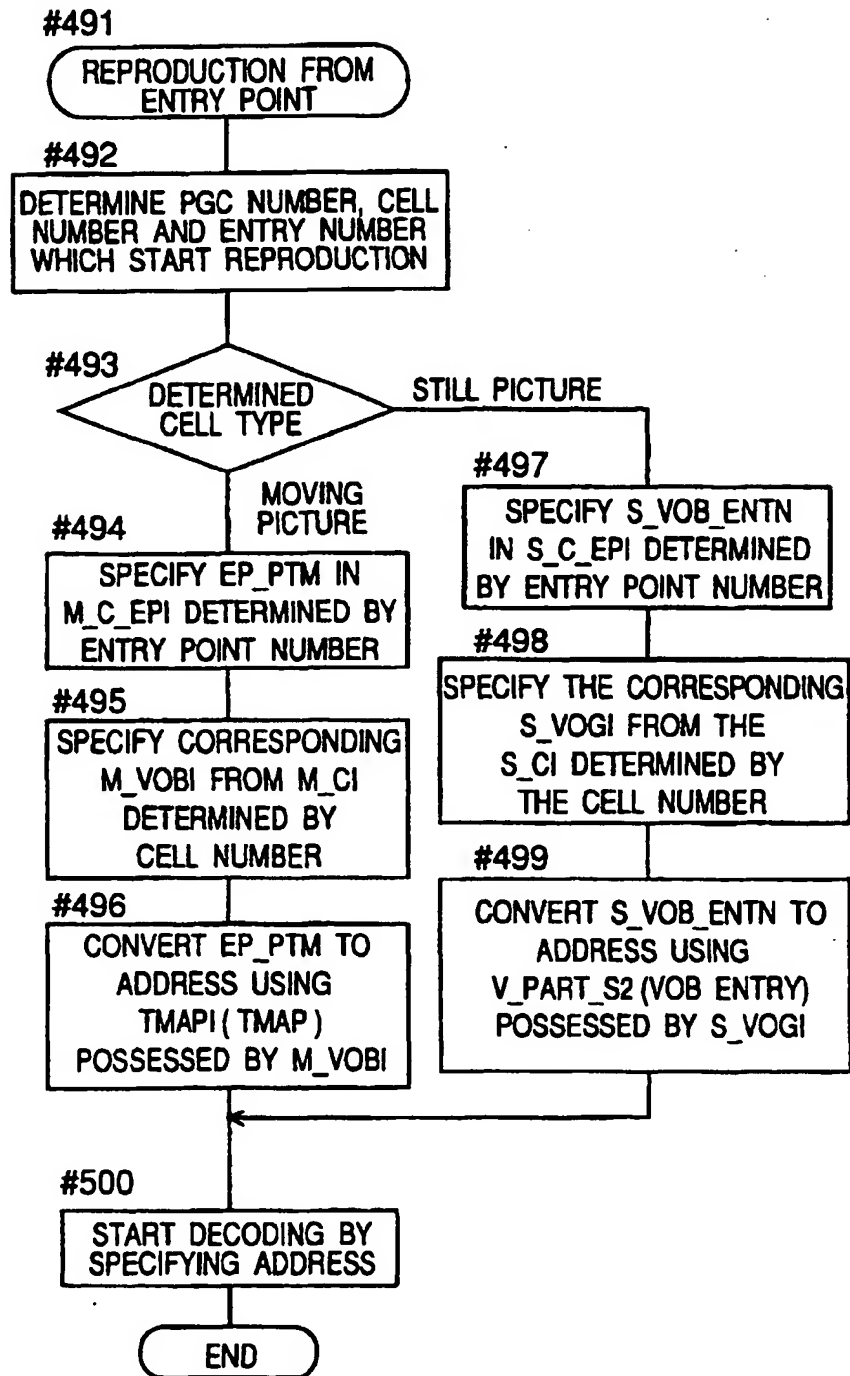 #491
REPRODUCTION FROM
ENTRY POINT
#492
DETERMINE PGC NUMBER, CELL
NUMBER AND ENTRY NUMBER
WHICH START REPRODUCTION
#493
DETERMINED
CELL TYPE
STILL PICTURE
MOVING
PICTURE
#494
SPECIFY EP_PTM IN
M_C_EPI DETERMINED BY
ENTRY POINT NUMBER
#495
SPECIFY CORRESPONDING
M_VOBI FROM M_CI
DETERMINED BY
CELL NUMBER
#496
CONVERT EP_PTM TO
ADDRESS USING
TMAPI ( TMAP )
POSSESSED BY M_VOBI
#497
SPECIFY S_VOB_ENTN
IN S_C_EPI DETERMINED
BY ENTRY POINT NUMBER
#498
SPECIFY THE CORRESPONDING
S_VOGI FROM THE
S_CI DETERMINED BY
THE CELL NUMBER
#499
CONVERT S_VOB_ENTN TO
ADDRESS USING
V_PART_S2 (VOB ENTRY)
POSSESSED BY S_VOGI
#500
START DECODING BY
SPECIFYING ADDRESS
END